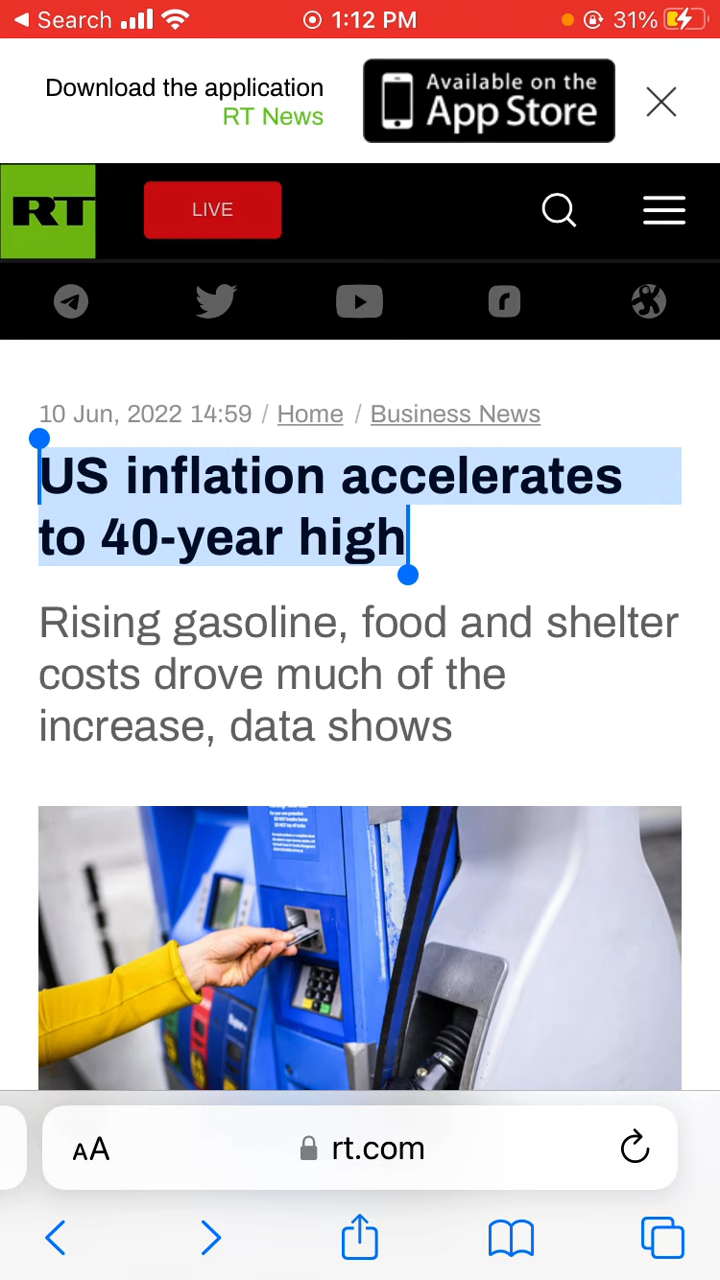 Search 1:12 PM 31%
Download the application
RT News
Available on the
App Store
RT LIVE
10 Jun, 2022 14:59 / Home / Business News
US inflation accelerates
to 40-year high
Rising gasoline, food and shelter
costs drove much of the
increase, data shows
AA rt.com